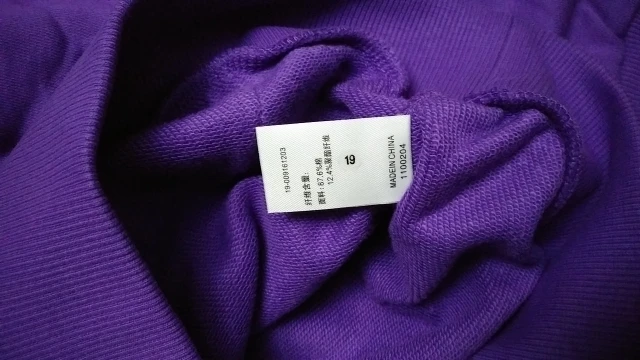 19-009161203
纤维含量:
面料: 87.6%棉
12.4%聚酯纤维
19
MADE IN CHINA
1100204